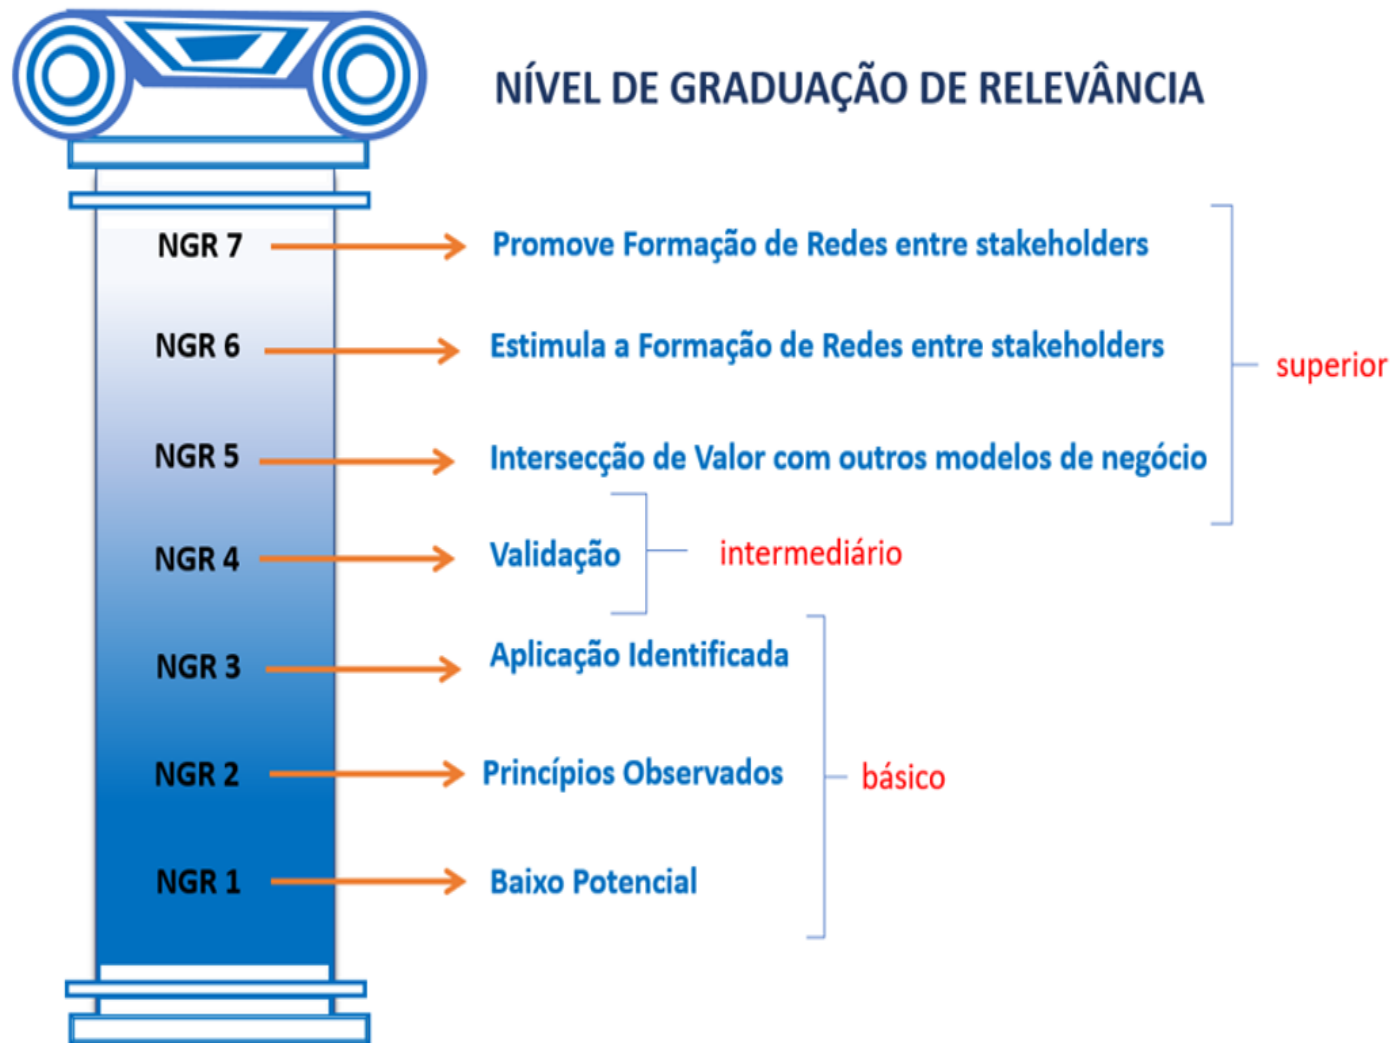 NÍVEL DE GRADUAÇÃO DE RELEVÂNCIA
NGR 7 Promove Formação de Redes entre stakeholders
NGR 6 Estimula a Formação de Redes entre stakeholders
superior
NGR 5 Intersecção de Valor com outros modelos de negócio
NGR 4 Validação intermediário
NGR 3 Aplicação Identificada
NGR 2 Princípios Observados básico
NGR 1 Baixo Potencial